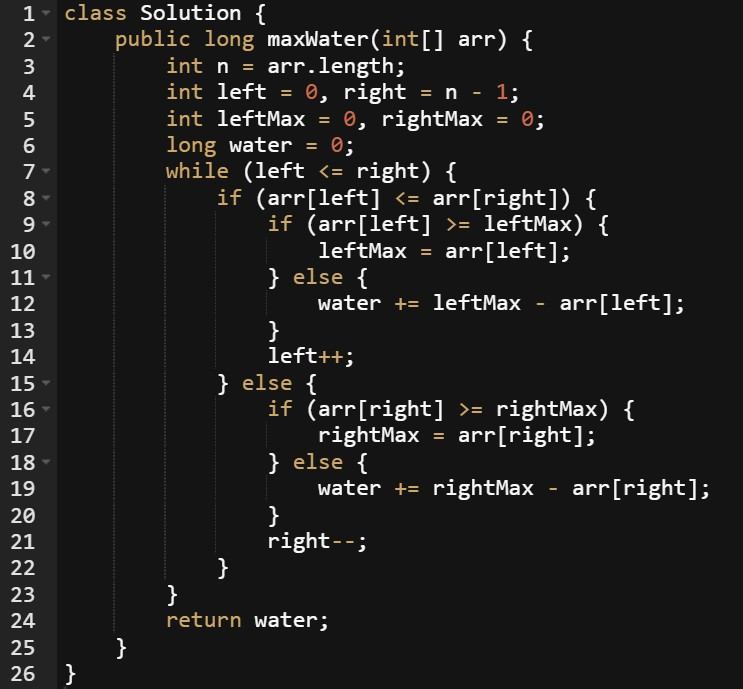 1 class Solution {
2     public long maxWater(int[] arr) {
3         int n = arr.length;
4         int left = 0, right = n - 1;
5         int leftMax = 0, rightMax = 0;
6         long water = 0;
7         while (left <= right) {
8             if (arr[left] <= arr[right]) {
9                 if (arr[left] >= leftMax) {
10                     leftMax = arr[left];
11                 } else {
12                     water += leftMax - arr[left];
13                 }
14                 left++;
15             } else {
16                 if (arr[right] >= rightMax) {
17                     rightMax = arr[right];
18                 } else {
19                     water += rightMax - arr[right];
20                 }
21                 right--;
22             }
23         }
24         return water;
25     }
26 }